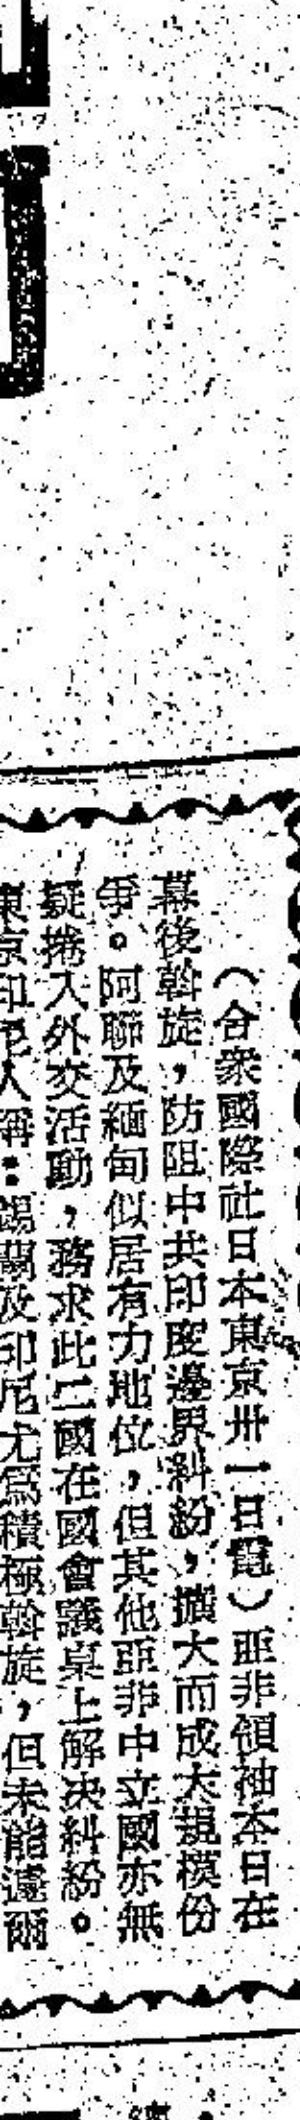 （合衆國際社日本東京卅一日電）亞非領袖本日在
幕後斡旋，防阻中共印度邊界糾紛，擴大而成大規模份
爭。阿聯及緬甸似居有力地位，但其他亞非中立國亦無
疑捲入外交活動，務求此二國在國會議桌上解决糾紛。
東京印尼人稱：錫蘭及印尼尤爲積極斡旋，但未能遽爾